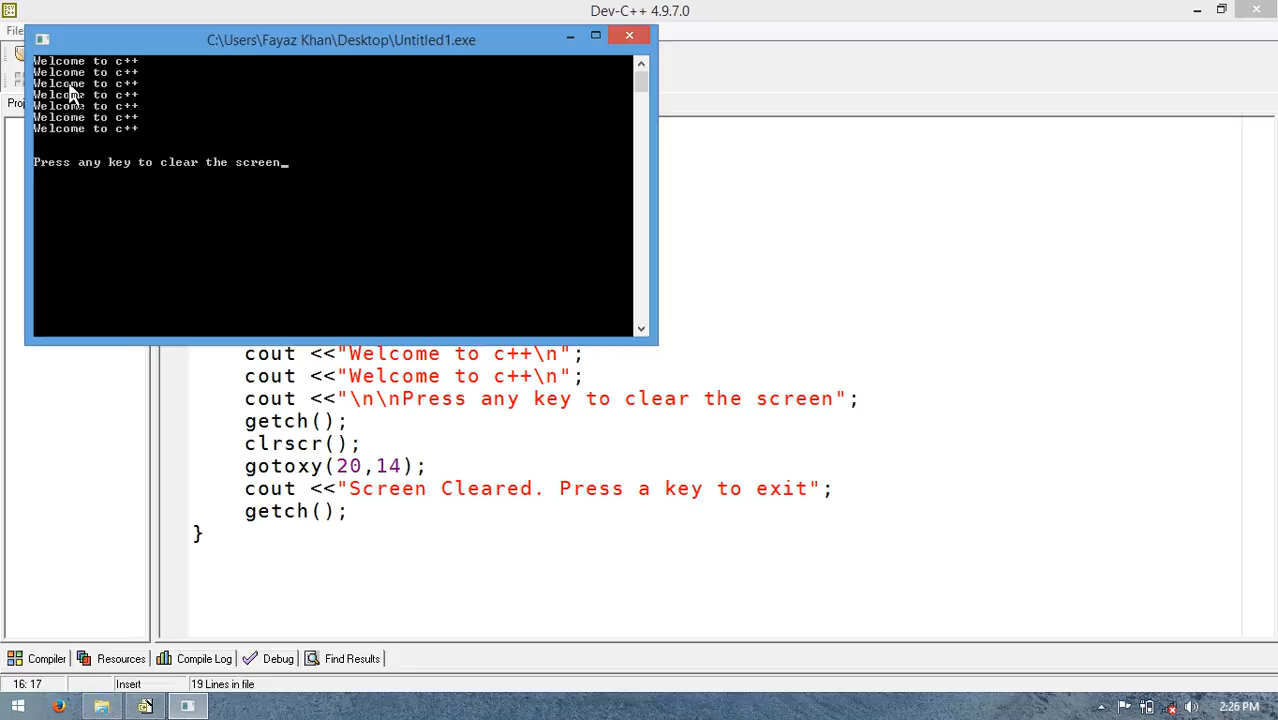 Dev-C++ 4.9.7.0
File
C:\Users\Fayaz Khan\Desktop\Untitled1.exe
Welcome to c++
Welcome to c++
Welcome to c++
Welcome to c++
Welcome to c++
Welcome to c++
Welcome to c++
Press any key to clear the screen_
Proj
cout <<"Welcome to c++\n";
cout <<"Welcome to c++\n";
cout <<"\n\nPress any key to clear the screen";
getch();
clrscr();
gotoxy(20,14);
cout <<"Screen Cleared. Press a key to exit";
getch();
}
Compiler Resources Compile Log Debug Find Results
16: 17 Insert 19 Lines in file
2:26 PM